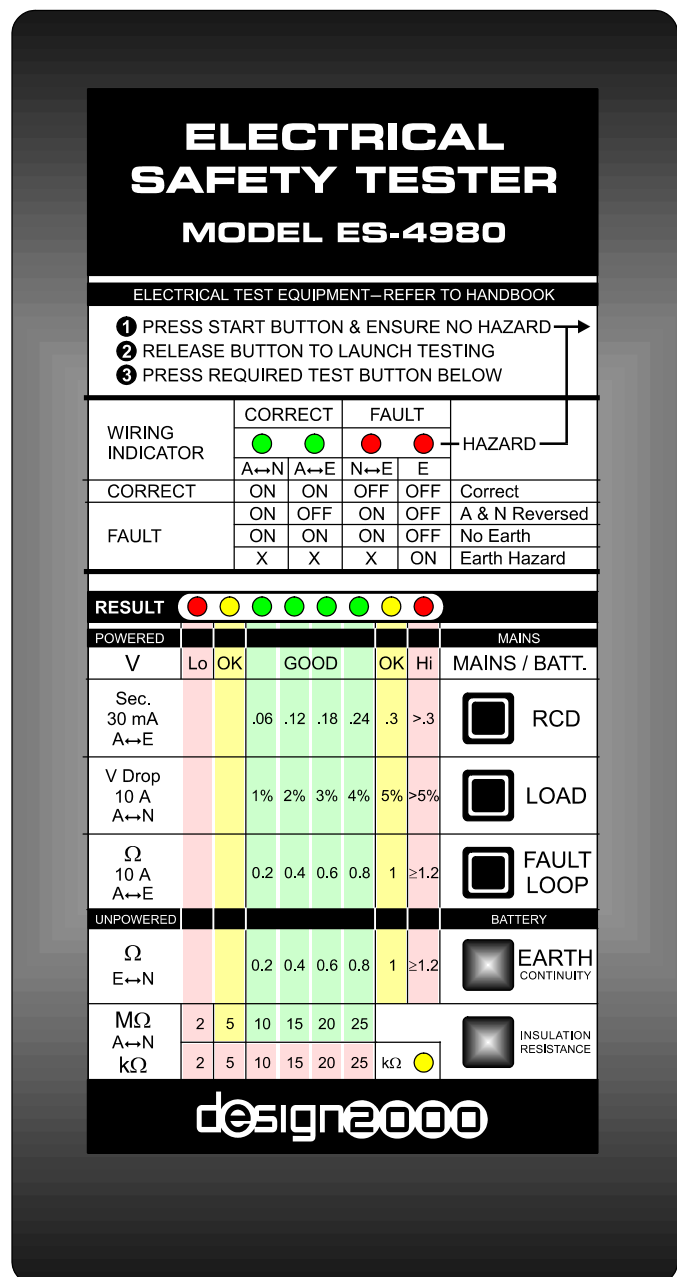 ELECTRICAL
SAFETY TESTER
MODEL ES-4980
ELECTRICAL TEST EQUIPMENT–REFER TO HANDBOOK
1 PRESS START BUTTON & ENSURE NO HAZARD
2 RELEASE BUTTON TO LAUNCH TESTING
3 PRESS REQUIRED TEST BUTTON BELOW
WIRING
INDICATOR
CORRECT FAULT
HAZARD
A↔N A↔E N↔E E
CORRECT ON ON OFF OFF Correct
FAULT
ON OFF ON OFF A & N Reversed
ON ON ON OFF No Earth
X X X ON Earth Hazard
RESULT
POWERED MAINS
V Lo OK GOOD OK Hi MAINS / BATT.
Sec.
30 mA
A↔E
.06 .12 .18 .24 .3 >.3 RCD
V Drop
10 A
A↔N
1% 2% 3% 4% 5% >5% LOAD
Ω
10 A
A↔E
0.2 0.4 0.6 0.8 1 ≥1.2
FAULT
LOOP
UNPOWERED BATTERY
Ω
E↔N
0.2 0.4 0.6 0.8 1 ≥1.2
EARTH
CONTINUITY
MΩ 2 5 10 15 20 25
A↔N
kΩ 2 5 10 15 20 25 kΩ
INSULATION
RESISTANCE
design2000